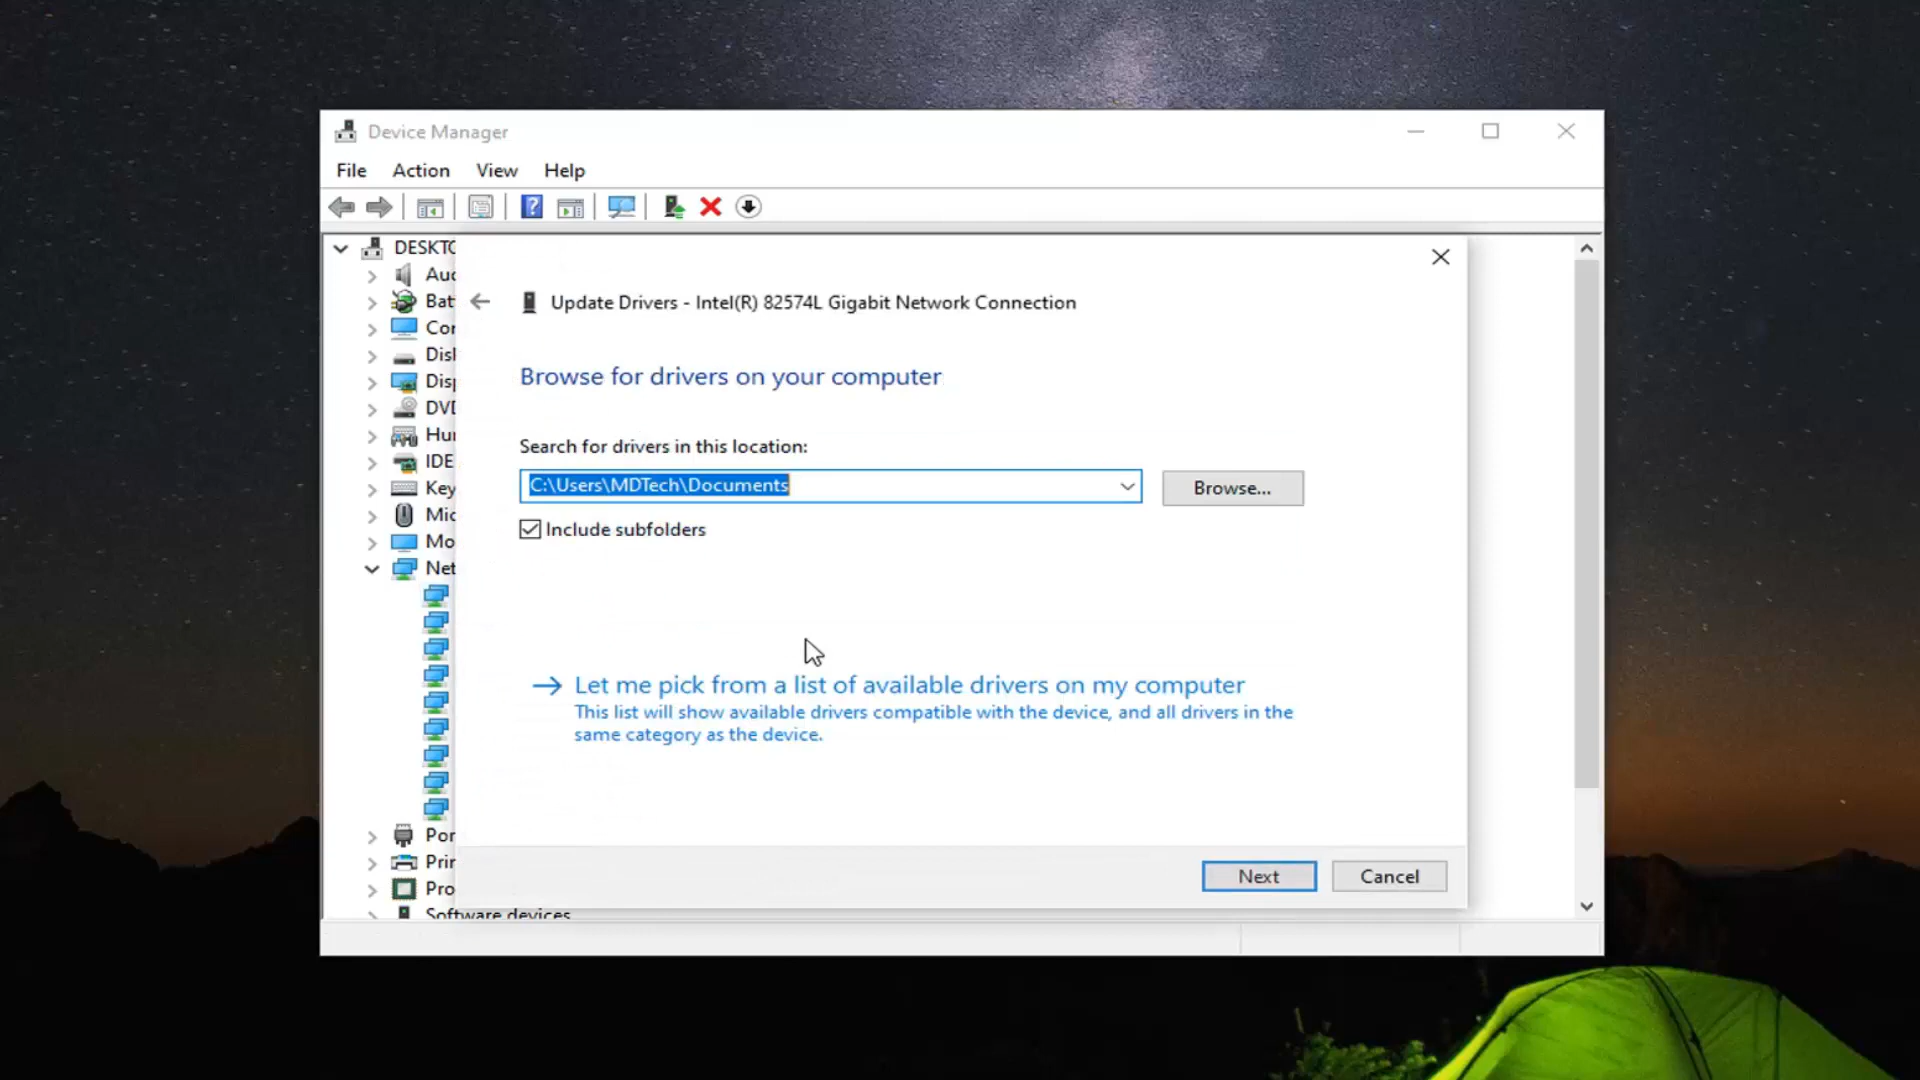 Device Manager
File Action View Help
DESKTO
Aud
Bat
Cor
Disk
Disp
DVD
Hur
IDE
Key
Mic
Mo
Net
Por
Prin
Pro
Software devices
Update Drivers - Intel(R) 82574L Gigabit Network Connection
Browse for drivers on your computer
Search for drivers in this location:
C:\Users\MDTech\Documents
Browse...
Include subfolders
Let me pick from a list of available drivers on my computer
This list will show available drivers compatible with the device, and all drivers in the
same category as the device.
Next
Cancel